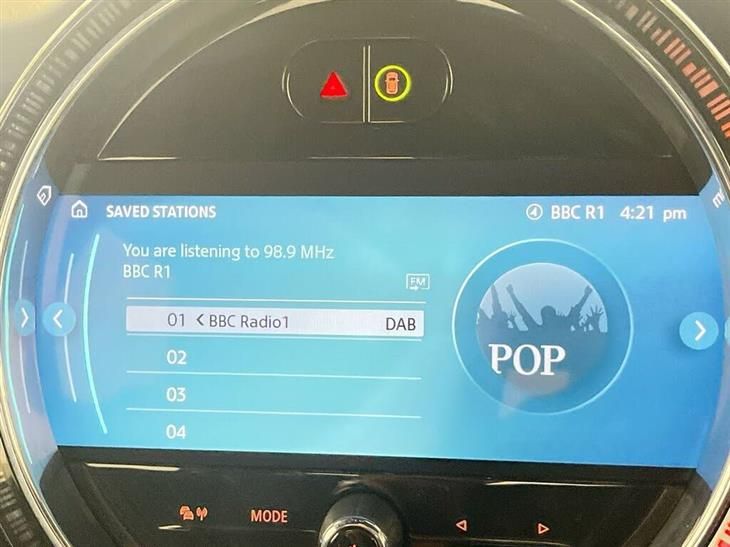 SAVED STATIONS
BBC R1 4:21 pm
You are listening to 98.9 MHz
BBC R1
FM
01 BBC Radio1 DAB
02
03
04
POP
MODE